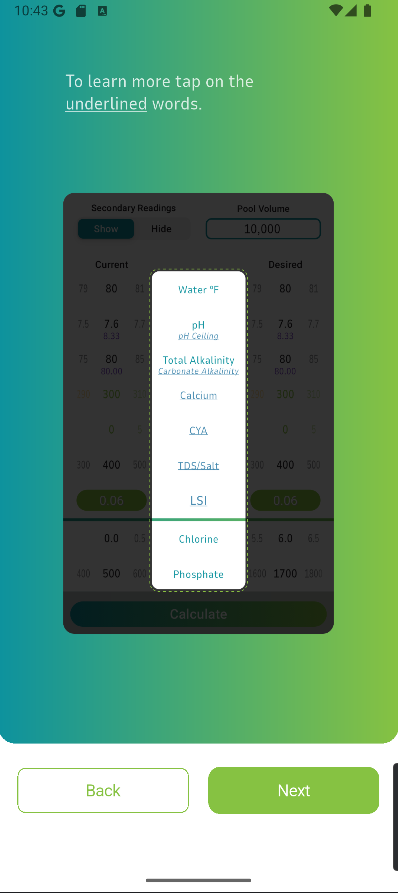 10:43
To learn more tap on the
underlined words.
Secondary Readings Pool Volume
Show Hide 10,000
Current Desired
79 80 81 Water ºF 79 80 81
7.5 7.6 7.7 pH 7.5 7.6 7.7
8.33 pH Ceiling 8.33
75 80 85 Total Alkalinity 75 80 85
80.00 Carbonate Alkalinity 80.00
300 Calcium 300
0 5 CYA 0 5
300 400 500 TDS/Salt 300 400 500
0.06 LSI 0.06
0.0 0.5 Chlorine 5.5 6.0 6.5
400 500 600 Phosphate 1600 1700 1800
Calculate
Back Next